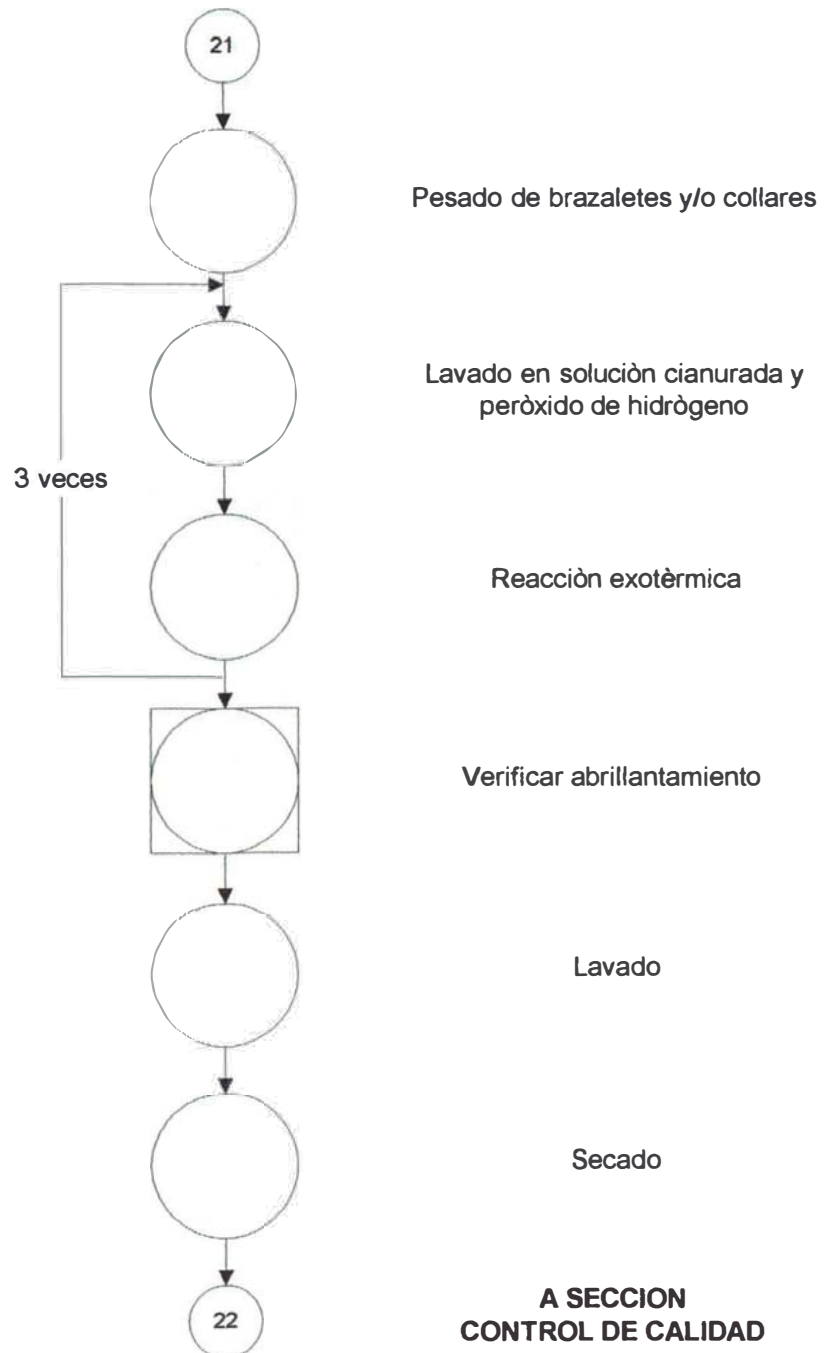 21
Pesado de brazaletes y/o collares
Lavado en soluciòn cianurada y
peròxido de hidrògeno
3 veces
Reacciòn exotèrmica
Verificar abrillantamiento
Lavado
Secado
22
A SECCION
CONTROL DE CALIDAD